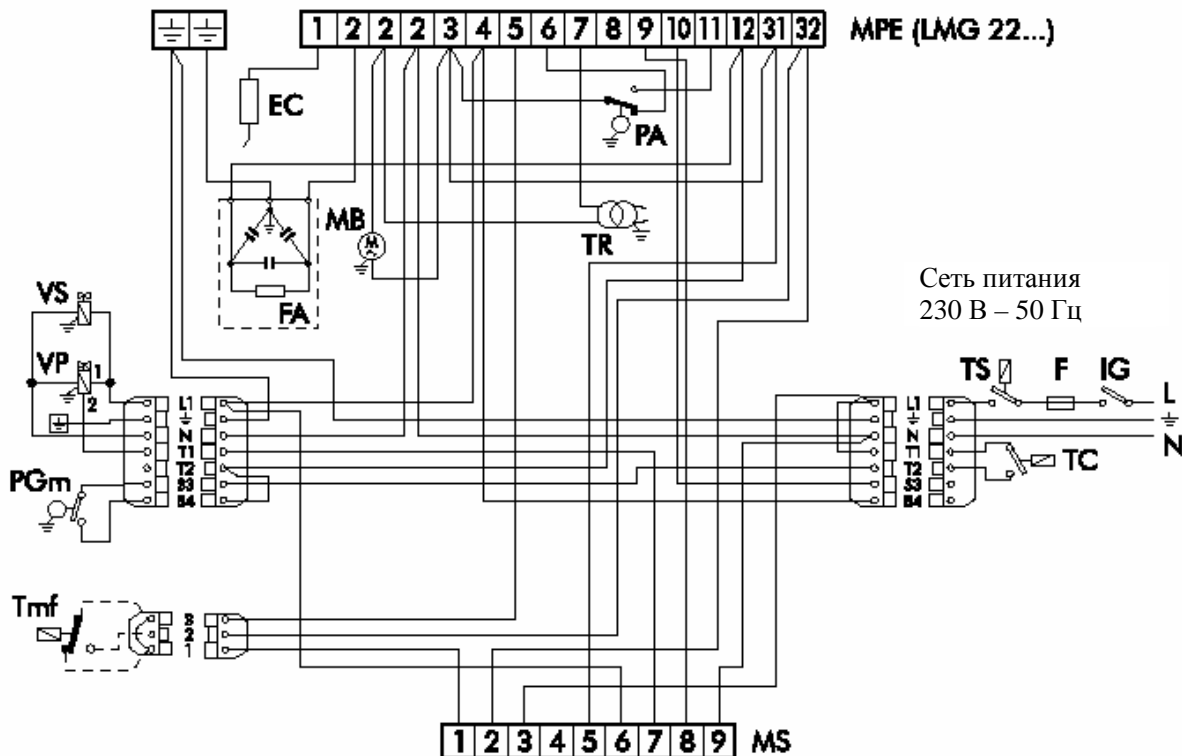 1 2 2 2 3 4 5 6 7 8 9 10 11 12 31 32 MPE (LMG 22...)
EC
PA
MB
M
TR
FA
Сеть питания
230 В – 50 Гц
VS
VP 1
2
TS F IG
L
N
TC
L1
N
T1
T2
S3
B4
L1
N
T1
T2
S3
B4
PGm
Tmf
3
2
1
1 2 3 4 5 6 7 8 9 MS